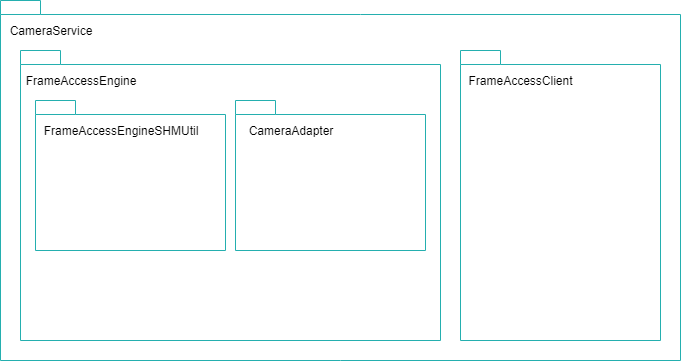 CameraService
FrameAccessEngine
FrameAccessClient
FrameAccessEngineSHMUtil
CameraAdapter